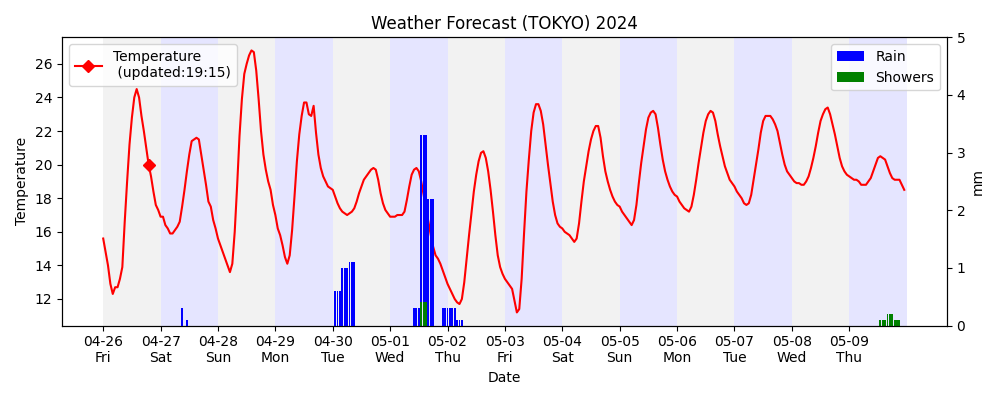 Weather Forecast (TOKYO) 2024
Temperature
(updated:19:15)
Rain
Showers
Temperature
26
24
22
20
18
16
14
12
5
4
3
2
1
0
mm
04-26 04-27 04-28 04-29 04-30 05-01 05-02 05-03 05-04 05-05 05-06 05-07 05-08 05-09
Fri Sat Sun Mon Tue Wed Thu Fri Sat Sun Mon Tue Wed Thu
Date